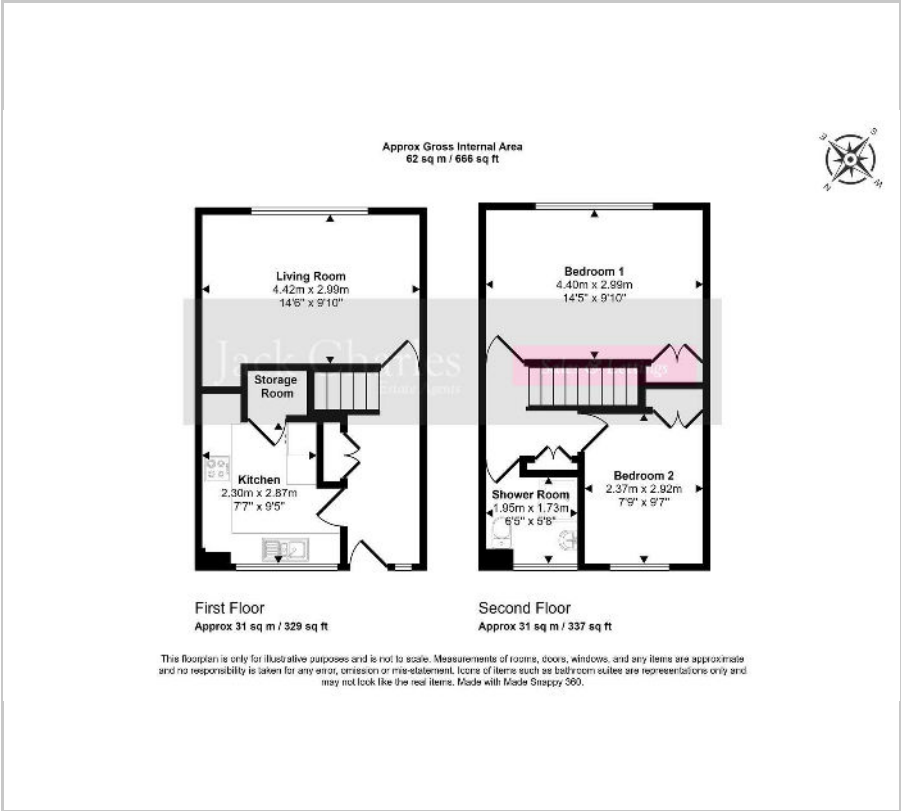 Approx Gross Internal Area
62 sq m / 666 sq ft
S
E
W
N
Living Room
4.42m x 2.99m
14'6" x 9'10"
Bedroom 1
4.40m x 2.99m
14'5" x 9'10"
Jack Charles
Estate Agents
Storage
Room
Kitchen
2.30m x 2.87m
7'7" x 9'5"
Bedroom 2
2.37m x 2.92m
7'9" x 9'7"
Shower Room
1.95m x 1.73m
6'5" x 5'8"
First Floor
Approx 31 sq m / 329 sq ft
Second Floor
Approx 31 sq m / 337 sq ft
This floorplan is only for illustrative purposes and is not to scale. Measurements of rooms, doors, windows, and any items are approximate
and no responsibility is taken for any error, omission or mis-statement. Icons of items such as bathroom suites are representations only and
may not look like the real items. Made with Made Snappy 360.